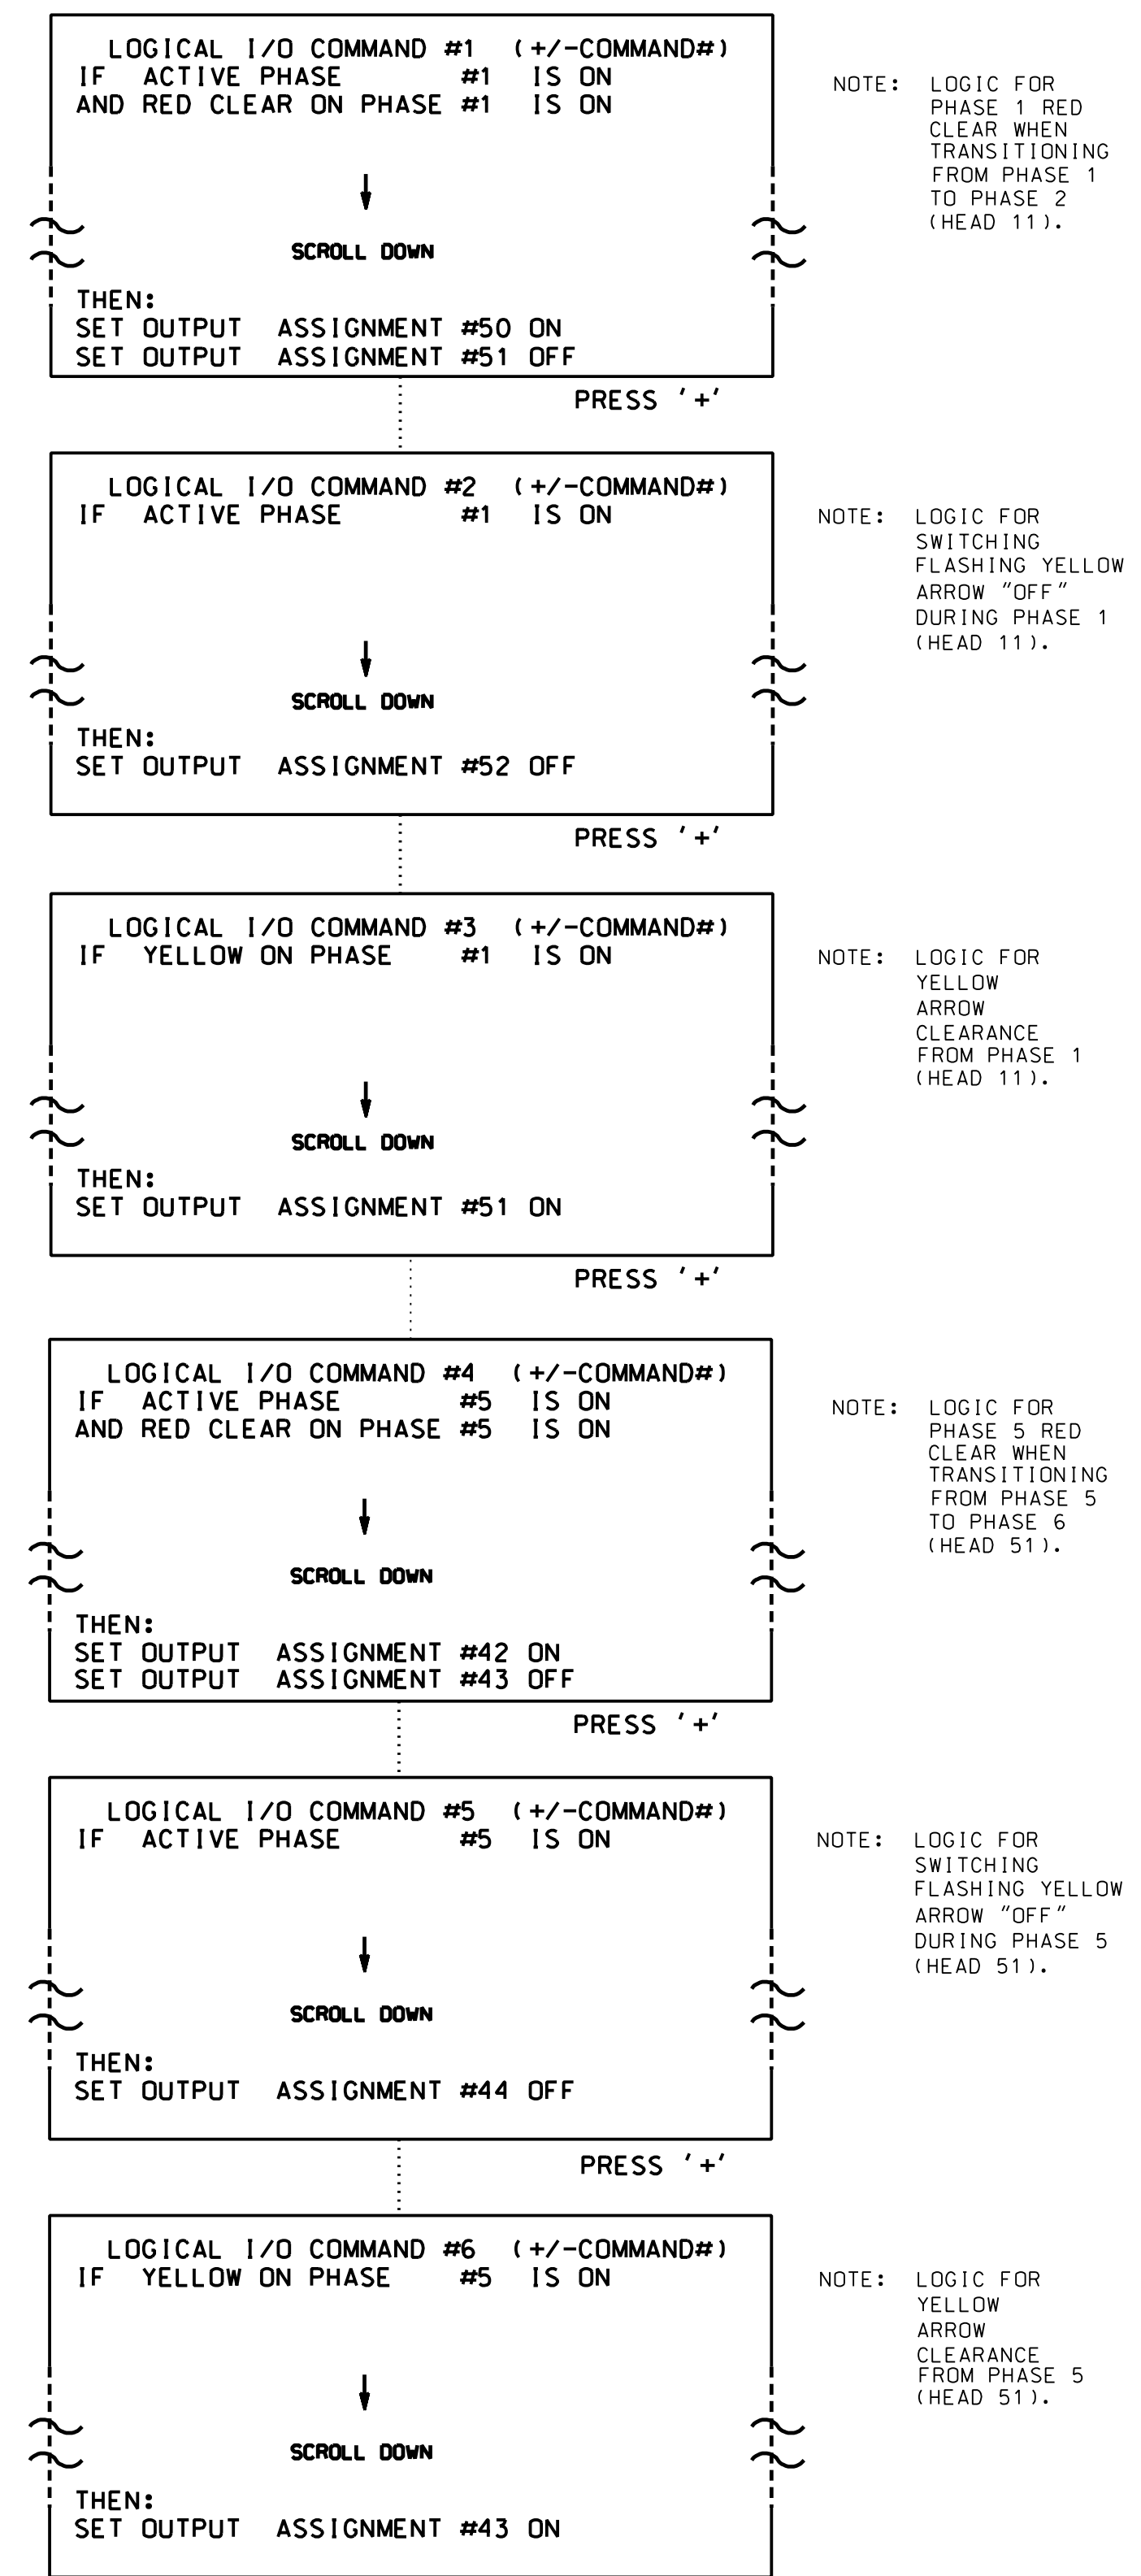 LOGICAL I/O COMMAND #1 (+/-COMMAND#)
IF ACTIVE PHASE #1 IS ON
AND RED CLEAR ON PHASE #1 IS ON
SCROLL DOWN
THEN:
SET OUTPUT ASSIGNMENT #50 ON
SET OUTPUT ASSIGNMENT #51 OFF
NOTE: LOGIC FOR
PHASE 1 RED
CLEAR WHEN
TRANSITIONING
FROM PHASE 1
TO PHASE 2
(HEAD 11).
PRESS '+'
LOGICAL I/O COMMAND #2 (+/-COMMAND#)
IF ACTIVE PHASE #1 IS ON
SCROLL DOWN
THEN:
SET OUTPUT ASSIGNMENT #52 OFF
NOTE: LOGIC FOR
SWITCHING
FLASHING YELLOW
ARROW "OFF"
DURING PHASE 1
(HEAD 11).
PRESS '+'
LOGICAL I/O COMMAND #3 (+/-COMMAND#)
IF YELLOW ON PHASE #1 IS ON
SCROLL DOWN
THEN:
SET OUTPUT ASSIGNMENT #51 ON
NOTE: LOGIC FOR
YELLOW
ARROW
CLEARANCE
FROM PHASE 1
(HEAD 11).
PRESS '+'
LOGICAL I/O COMMAND #4 (+/-COMMAND#)
IF ACTIVE PHASE #5 IS ON
AND RED CLEAR ON PHASE #5 IS ON
SCROLL DOWN
THEN:
SET OUTPUT ASSIGNMENT #42 ON
SET OUTPUT ASSIGNMENT #43 OFF
NOTE: LOGIC FOR
PHASE 5 RED
CLEAR WHEN
TRANSITIONING
FROM PHASE 5
TO PHASE 6
(HEAD 51).
PRESS '+'
LOGICAL I/O COMMAND #5 (+/-COMMAND#)
IF ACTIVE PHASE #5 IS ON
SCROLL DOWN
THEN:
SET OUTPUT ASSIGNMENT #44 OFF
NOTE: LOGIC FOR
SWITCHING
FLASHING YELLOW
ARROW "OFF"
DURING PHASE 5
(HEAD 51).
PRESS '+'
LOGICAL I/O COMMAND #6 (+/-COMMAND#)
IF YELLOW ON PHASE #5 IS ON
SCROLL DOWN
THEN:
SET OUTPUT ASSIGNMENT #43 ON
NOTE: LOGIC FOR
YELLOW
ARROW
CLEARANCE
FROM PHASE 5
(HEAD 51).